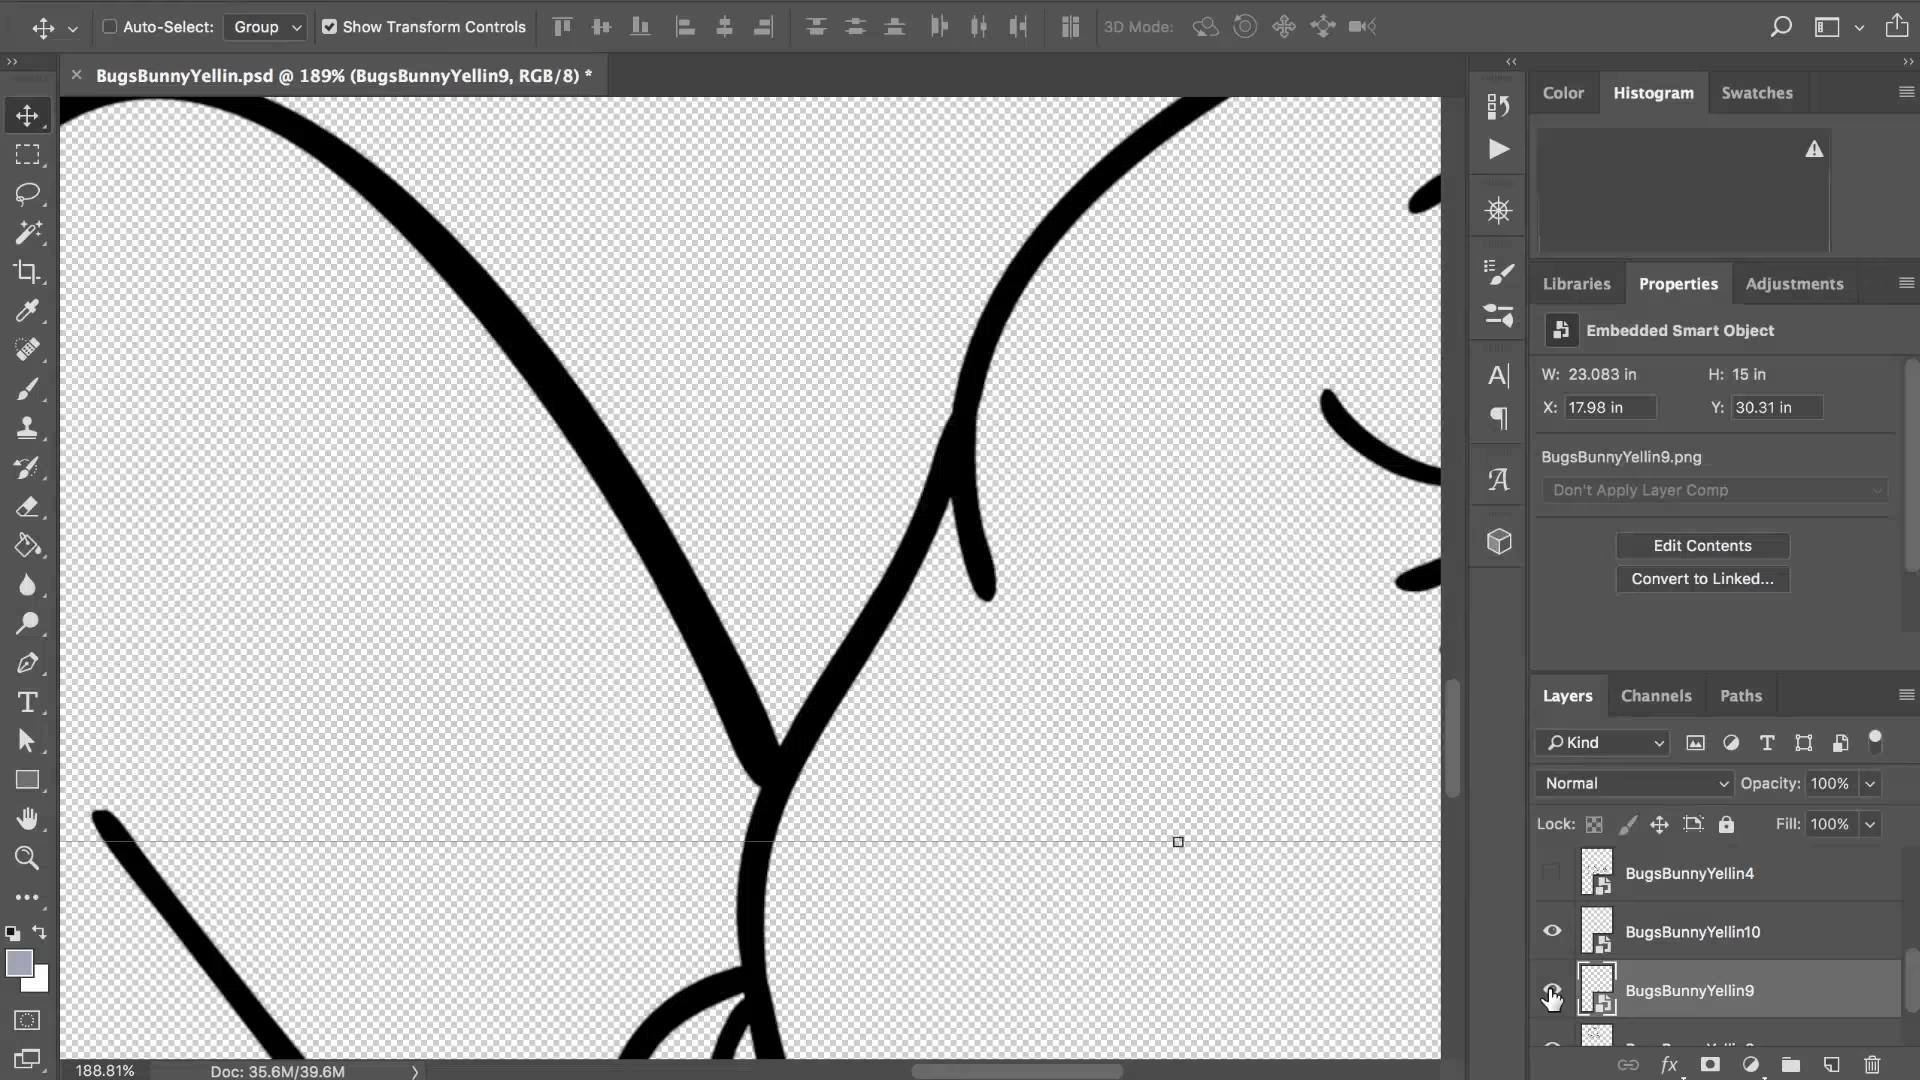 Auto-Select: Group Show Transform Controls 3D Mode:
× BugsBunnyYellin.psd @ 189% (BugsBunnyYellin9, RGB/8) *
Color Histogram Swatches
Libraries Properties Adjustments
Embedded Smart Object
W: 23.083 in H: 15 in
X: 17.98 in Y: 30.31 in
BugsBunnyYellin9.png
Don't Apply Layer Comp
Edit Contents
Convert to Linked...
Layers Channels Paths
Kind
Normal Opacity: 100%
Lock: Fill: 100%
BugsBunnyYellin4
BugsBunnyYellin10
BugsBunnyYellin9
188.81% Doc: 35.6M/39.6M